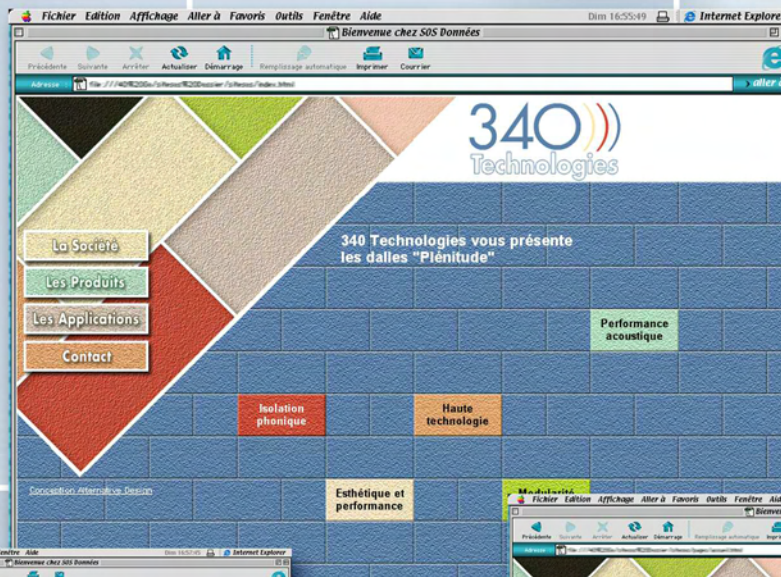 Fichier Edition Affichage Aller à Favoris Outils Fenêtre Aide Dim 16:55:49 Internet Explorer
Bienvenue chez SOS Données
Précédente Suivante Arrêter Actualiser Démarrage Remplissage automatique Imprimer Courrier
Adresse
aller à
340
Technologies
La Société
Les Produits
Les Applications
Contact
340 Technologies vous présente
les dalles "Plénitude"
Performance
acoustique
Isolation
phonique
Haute
technologie
Esthétique et
performance
Modularité
Conception Alternative Design
Fichier Edition Affichage Aller à Favoris Outils Fenêtre Aide
Précédente Suivante Arrêter Actualiser Démarrage Remplissage automatique
Adresse
Fenêtre Aide Internet Explorer
Bienvenue chez SOS Données